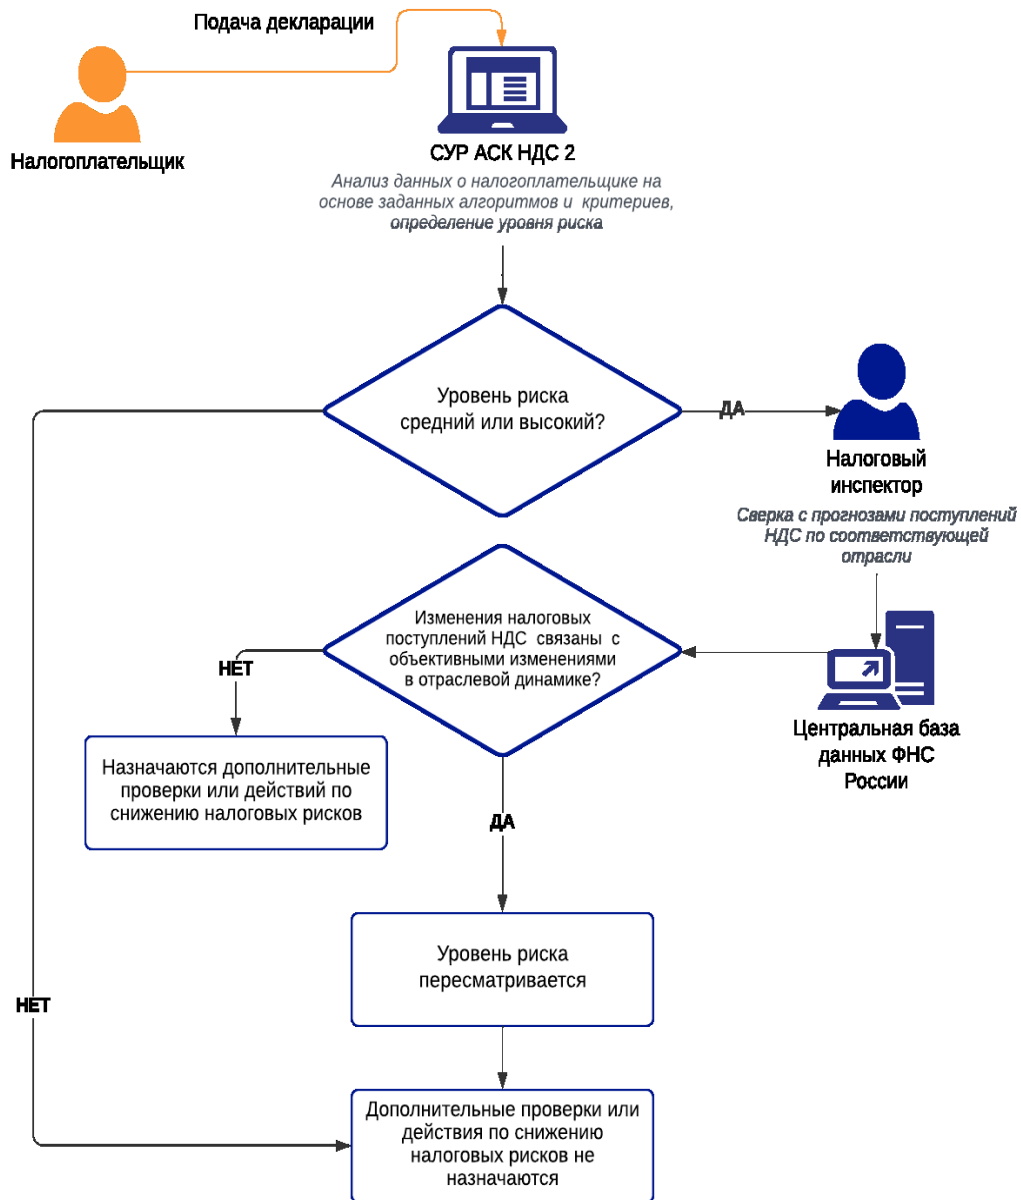 Подача декларации
Налогоплательщик
СУР АСК НДС 2
Анализ данных о налогоплательщике на
основе заданных алгоритмов и критериев,
определение уровня риска
Уровень риска
средний или высокий?
ДА
Налоговый
инспектор
Сверка с прогнозами поступлений
НДС по соответствующей
отрасли
Изменения налоговых
поступлений НДС связаны с
объективными изменениями
в отраслевой динамике?
НЕТ
Центральная база
данных ФНС
России
Назначаются дополнительные
проверки или действий по
снижению налоговых рисков
ДА
Уровень риска
пересматривается
НЕТ
Дополнительные проверки или
действия по снижению
налоговых рисков не
назначаются